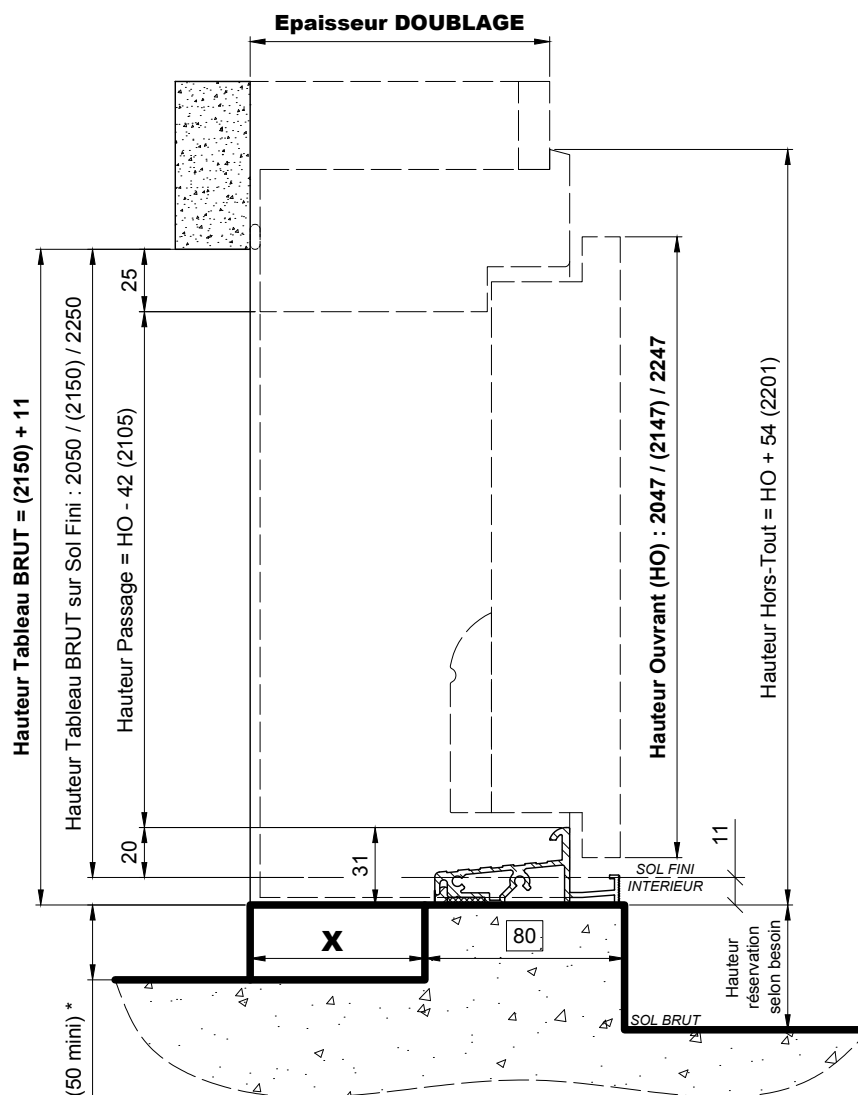 Epaisseur DOUBLAGE
Hauteur Tableau BRUT = (2150) + 11
Hauteur Tableau BRUT sur Sol Fini : 2050 / (2150) / 2250
25
Hauteur Passage = HO - 42 (2105)
20
31
Hauteur Ouvrant (HO) : 2047 / (2147) / 2247
Hauteur Hors-Tout = HO + 54 (2201)
11
SOL FINI
INTERIEUR
X
80
Hauteur
réservation
selon besoin
SOL BRUT
(50 mini) *